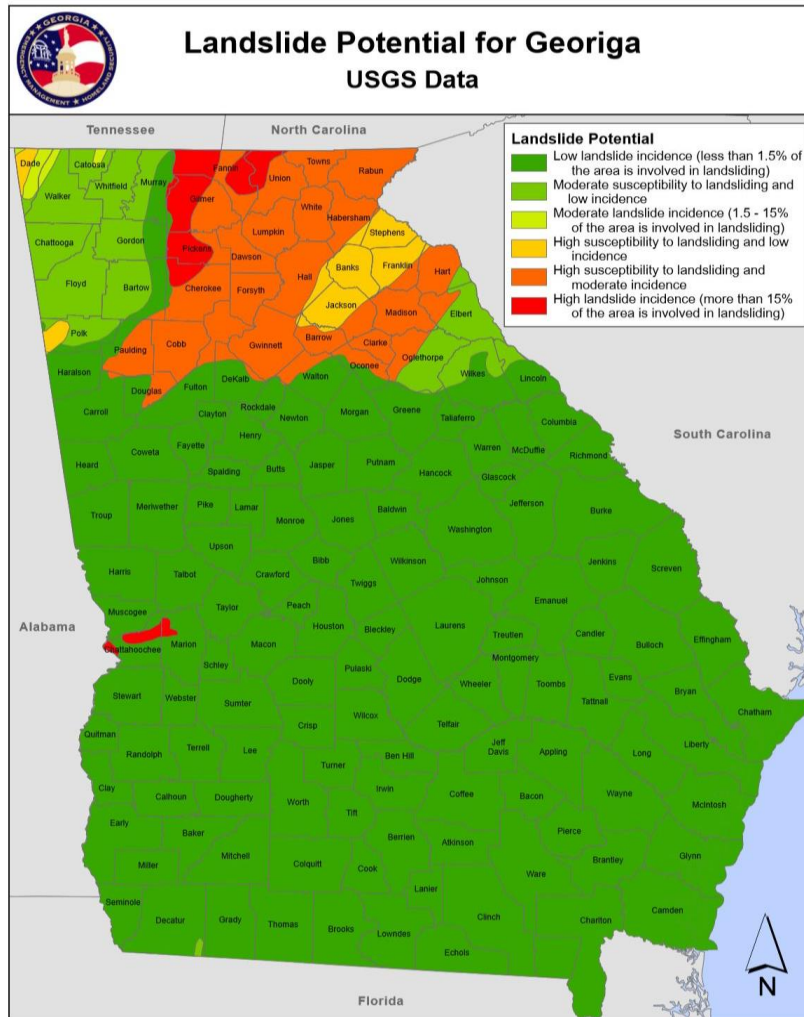 GEORGIA
EMERGENCY MANAGEMENT
HOMELAND SECURITY
Landslide Potential for Georiga
USGS Data
Tennessee
North Carolina
Landslide Potential
Low landslide incidence (less than 1.5% of
the area is involved in landsliding)
Moderate susceptibility to landsliding and
low incidence
Moderate landslide incidence (1.5 - 15%
of the area is involved in landsliding)
High susceptibility to landsliding and low
incidence
High susceptibility to landsliding and
moderate incidence
High landslide incidence (more than 15%
of the area is involved in landsliding)
Dade
Catoosa
Fannin
Towns
Rabun
Walker
Whitfield
Murray
Union
Gilmer
White
Habersham
Stephens
Chattooga
Gordon
Pickens
Lumpkin
Dawson
Banks
Franklin
Hart
Floyd
Bartow
Cherokee
Forsyth
Hall
Jackson
Madison
Elbert
Polk
Paulding
Cobb
Gwinnett
Barrow
Clarke
Oconee
Oglethorpe
Wilkes
Lincoln
Haralson
Douglas
Fulton
DeKalb
Walton
Carroll
Clayton
Rockdale
Newton
Morgan
Greene
Taliaferro
Columbia
South Carolina
Heard
Coweta
Fayette
Henry
Spalding
Butts
Jasper
Putnam
Hancock
Warren
McDuffie
Richmond
Glascock
Troup
Meriwether
Pike
Lamar
Monroe
Jones
Baldwin
Washington
Jefferson
Burke
Upson
Harris
Talbot
Crawford
Bibb
Twiggs
Wilkinson
Johnson
Jenkins
Screven
Emanuel
Alabama
Muscogee
Taylor
Peach
Houston
Bleckley
Laurens
Treutlen
Candler
Bulloch
Effingham
Chattahoochee
Marion
Macon
Schley
Pulaski
Dodge
Montgomery
Wheeler
Toombs
Evans
Tattnall
Bryan
Chatham
Stewart
Webster
Sumter
Dooly
Crisp
Wilcox
Telfair
Quitman
Randolph
Terrell
Lee
Turner
Ben Hill
Jeff
Davis
Appling
Long
Liberty
Clay
Calhoun
Dougherty
Worth
Tift
Irwin
Coffee
Bacon
Wayne
McIntosh
Early
Baker
Mitchell
Colquitt
Berrien
Cook
Atkinson
Pierce
Brantley
Glynn
Miller
Lanier
Ware
Seminole
Decatur
Grady
Thomas
Brooks
Lowndes
Clinch
Echols
Charlton
Camden
Florida
N